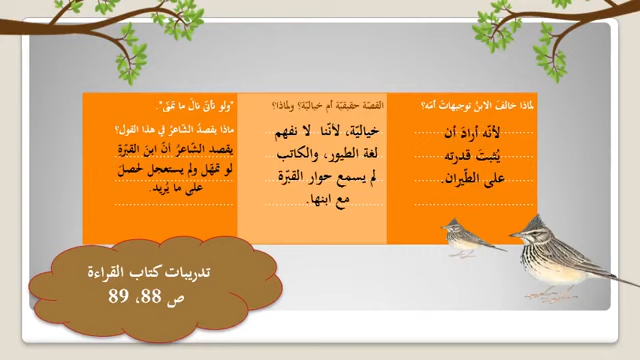 لماذا خالفَ الابنُ توجيهاتَ أمّه؟
لأنّه أرادَ أن
يُثبتَ قدرته
على الطّيران.
القصّة حقيقيّة أم خياليّة؟ ولماذا؟
خياليّة، لأنّنا لا نفهم
لغة الطيور، والكاتب
لم يسمع حوار القبّرة
مع ابنها.
"ولو تأنّى نالَ ما تمنّى".
ماذا يقصدُ الشّاعرُ في هذا القول؟
يقصد الشّاعرُ أنّ ابنَ القبّرةِ
لو تمهّل ولم يستعجل لحصلَ
على ما يُريد.
تدريبات كتاب القراءة
ص 88، 89